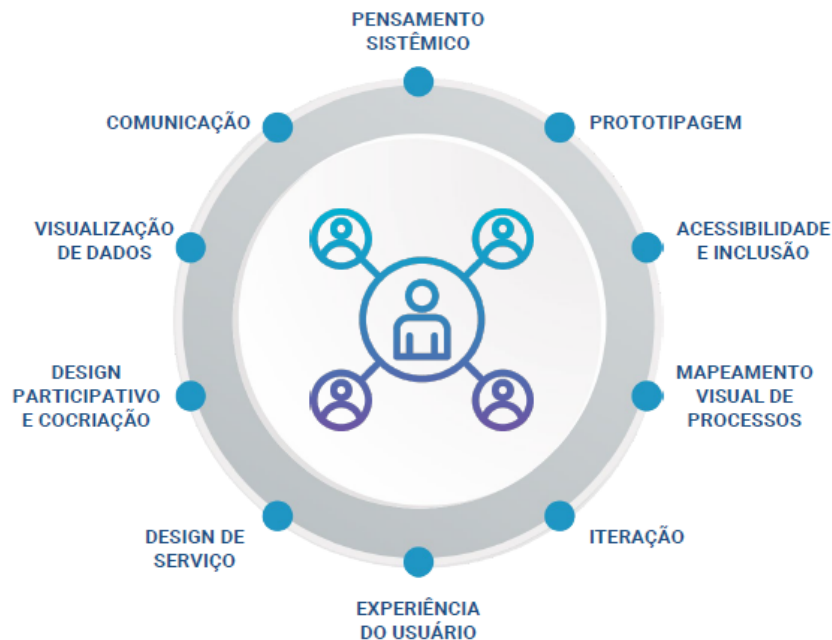 PENSAMENTO
SISTÊMICO
COMUNICAÇÃO
PROTOTIPAGEM
VISUALIZAÇÃO
DE DADOS
ACESSIBILIDADE
E INCLUSÃO
DESIGN
PARTICIPATIVO
E COCRIAÇÃO
MAPEAMENTO
VISUAL DE
PROCESSOS
DESIGN DE
SERVIÇO
ITERAÇÃO
EXPERIÊNCIA
DO USUÁRIO